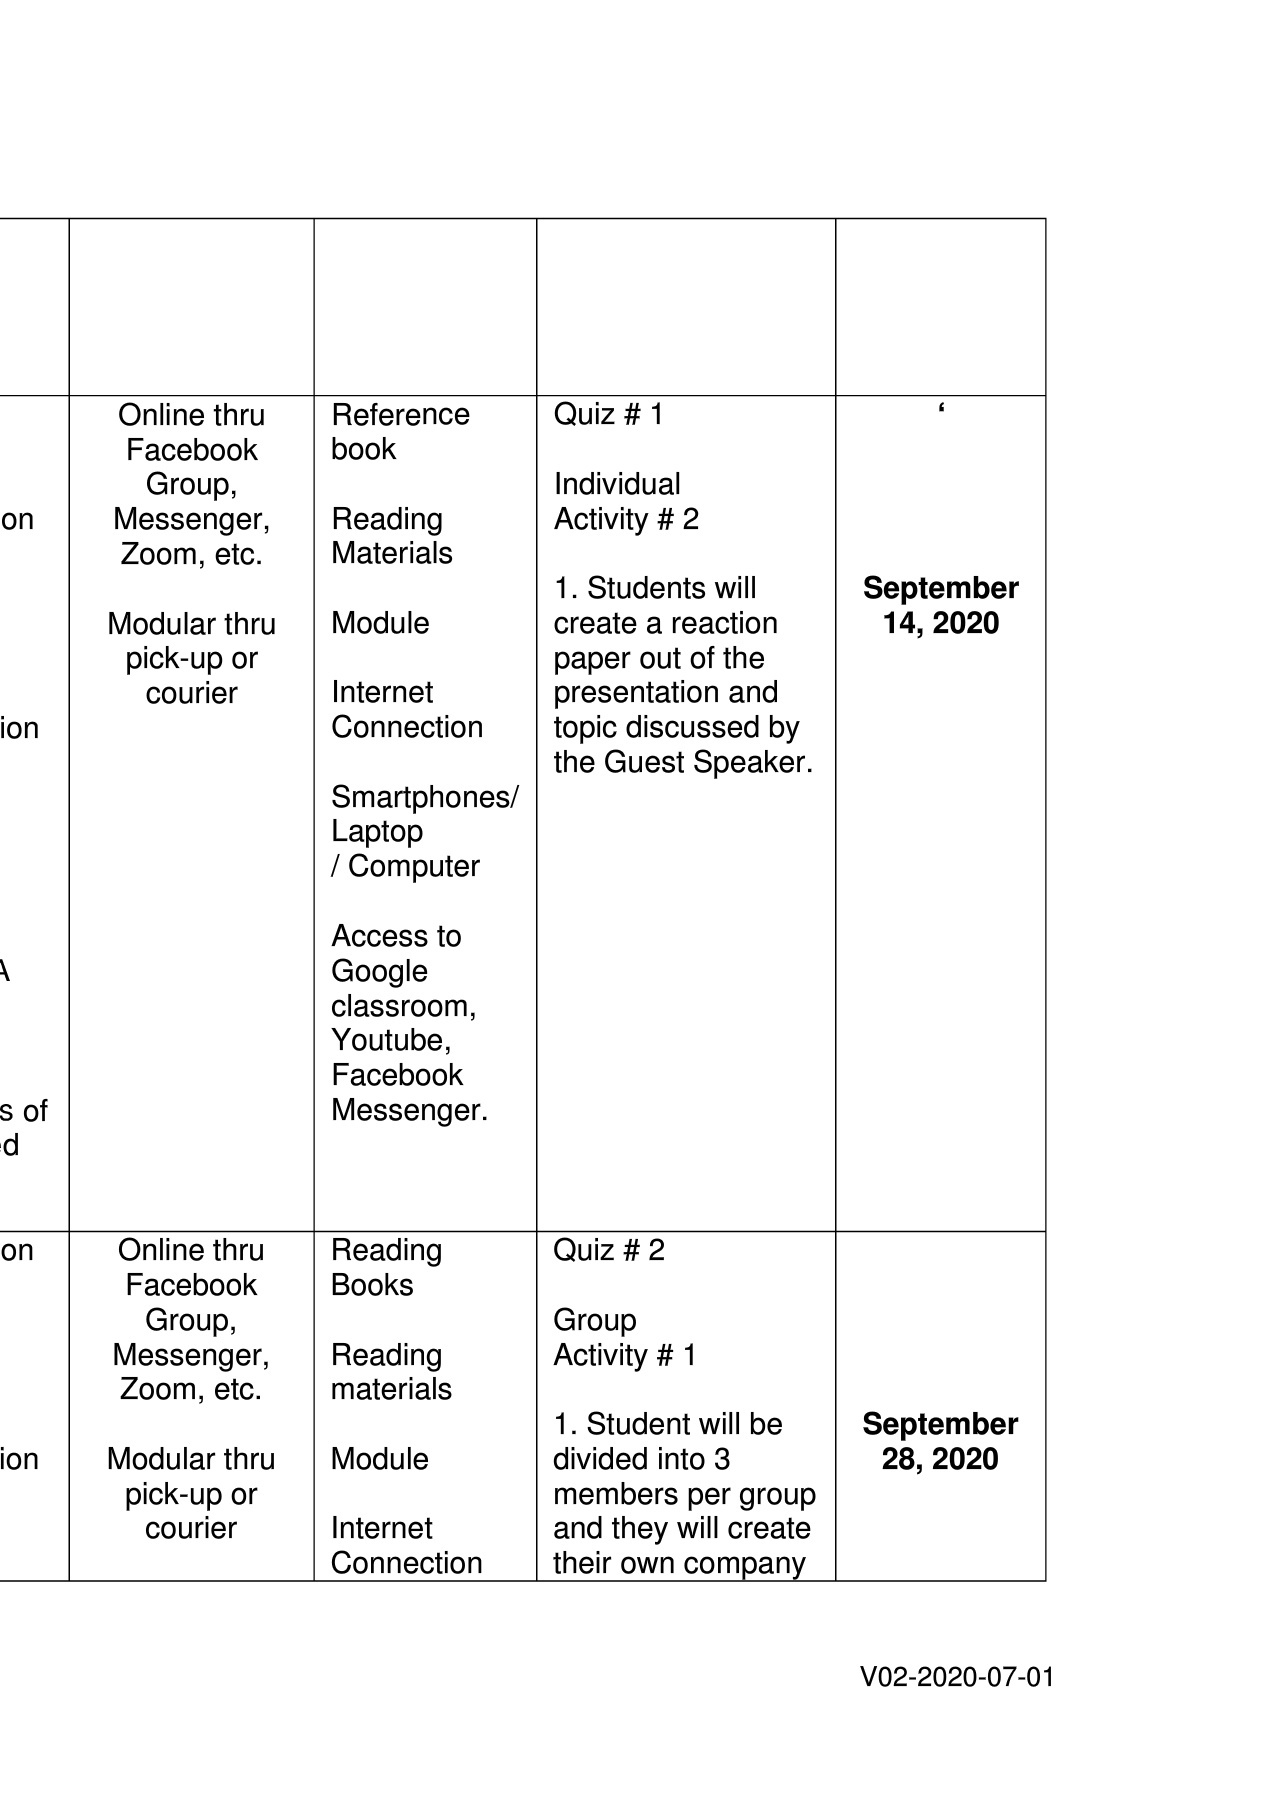 on
ion
A
s of
ed
Online thru
Facebook
Group,
Messenger,
Zoom, etc.
Modular thru
pick-up or
courier
Reference
book
Reading
Materials
Module
Internet
Connection
Smartphones/
Laptop
/ Computer
Access to
Google
classroom,
Youtube,
Facebook
Messenger.
Quiz # 1
Individual
Activity # 2
1. Students will
create a reaction
paper out of the
presentation and
topic discussed by
the Guest Speaker.
‘
September
14, 2020
on
ion
Online thru
Facebook
Group,
Messenger,
Zoom, etc.
Modular thru
pick-up or
courier
Reading
Books
Reading
materials
Module
Internet
Connection
Quiz # 2
Group
Activity # 1
1. Student will be
divided into 3
members per group
and they will create
their own company
September
28, 2020
V02-2020-07-01